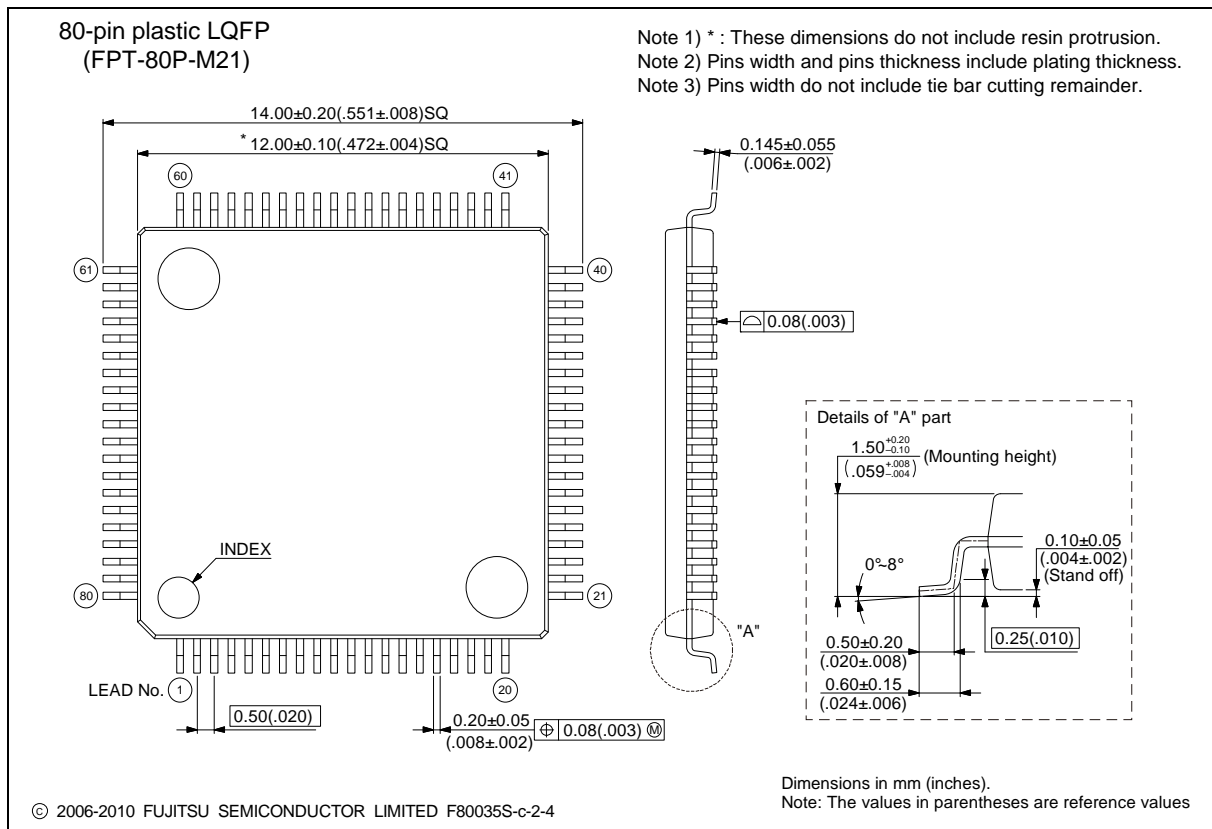 80-pin plastic LQFP
(FPT-80P-M21)
Note 1) * : These dimensions do not include resin protrusion.
Note 2) Pins width and pins thickness include plating thickness.
Note 3) Pins width do not include tie bar cutting remainder.
14.00±0.20(.551±.008)SQ
* 12.00±0.10(.472±.004)SQ
0.145±0.055
(.006±.002)
60
41
61
40
0.08(.003)
Details of "A" part
1.50 +0.20 –0.10
(.059 +.008 –.004)
(Mounting height)
INDEX
0.10±0.05
(.004±.002)
(Stand off)
0°~8°
80
21
"A"
0.25(.010)
0.50±0.20
(.020±.008)
0.60±0.15
(.024±.006)
LEAD No. 1
20
0.50(.020)
0.20±0.05
(.008±.002)
⌖ 0.08(.003) Ⓜ
Dimensions in mm (inches).
Note: The values in parentheses are reference values
© 2006-2010 FUJITSU SEMICONDUCTOR LIMITED F80035S-c-2-4